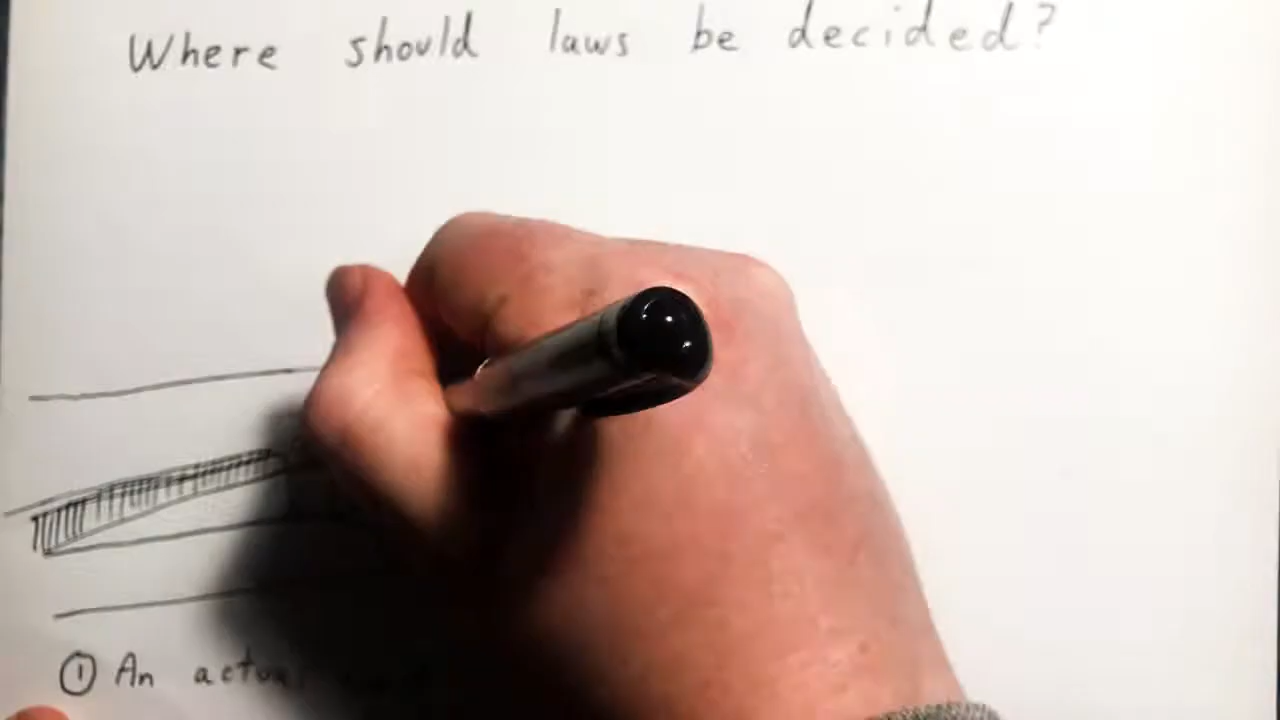 Where should laws be decided?
① An